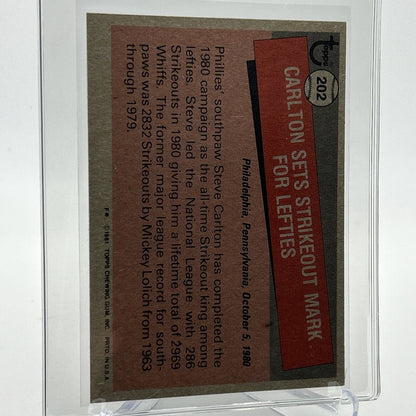 Topps
202
CARLTON SETS STRIKEOUT MARK
FOR LEFTIES
Philadelphia, Pennsylvania, October 5, 1980
Phillies' southpaw Steve Carlton has completed the
1980 campaign as the all-time Strikeout king among
lefties. Steve led the National League with 286
Strikeouts in 1980 giving him a lifetime total of 2969
Whiffs. The former major league record for south-
paws was 2832 Strikeouts by Mickey Lolich from 1963
through 1979.
F* ©1981 TOPPS CHEWING GUM, INC. PRTD. IN U.S.A.